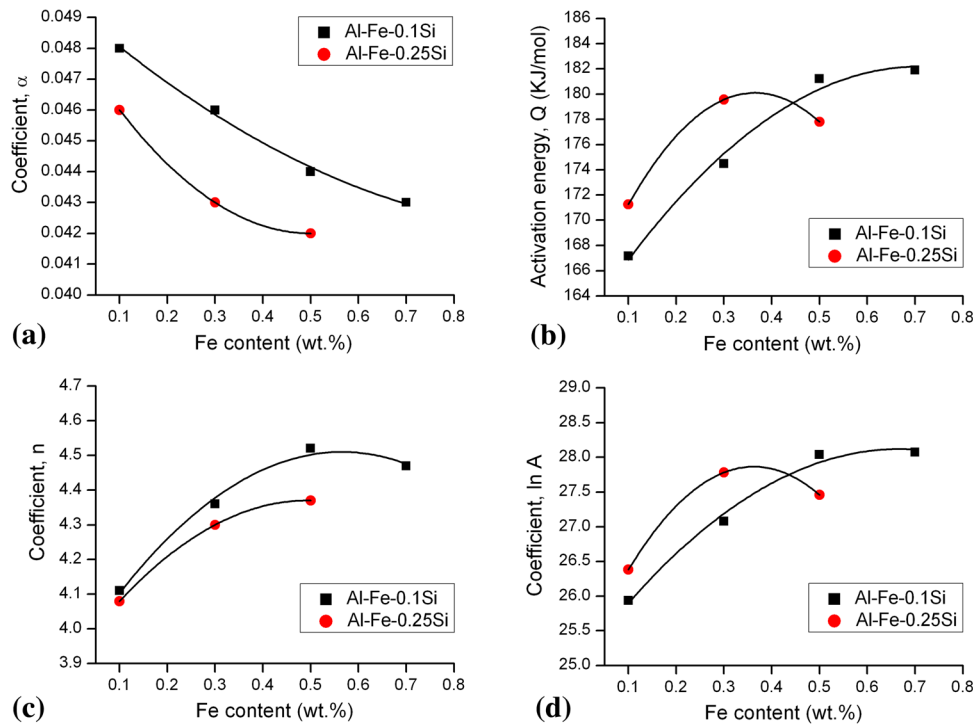 0.049
0.048
0.047
0.046
0.045
0.044
0.043
0.042
0.041
0.040
Coefficient, α
Al-Fe-0.1Si
Al-Fe-0.25Si
0.1 0.2 0.3 0.4 0.5 0.6 0.7 0.8
Fe content (wt.%)
(a)
186
184
182
180
178
176
174
172
170
168
166
164
Activation energy, Q (KJ/mol)
Al-Fe-0.1Si
Al-Fe-0.25Si
0.1 0.2 0.3 0.4 0.5 0.6 0.7 0.8
Fe content (wt.%)
(b)
4.7
4.6
4.5
4.4
4.3
4.2
4.1
4.0
3.9
Coefficient, n
Al-Fe-0.1Si
Al-Fe-0.25Si
0.1 0.2 0.3 0.4 0.5 0.6 0.7 0.8
Fe content (wt.%)
(c)
29.0
28.5
28.0
27.5
27.0
26.5
26.0
25.5
25.0
Coefficient, ln A
Al-Fe-0.1Si
Al-Fe-0.25Si
0.1 0.2 0.3 0.4 0.5 0.6 0.7 0.8
Fe content (wt.%)
(d)